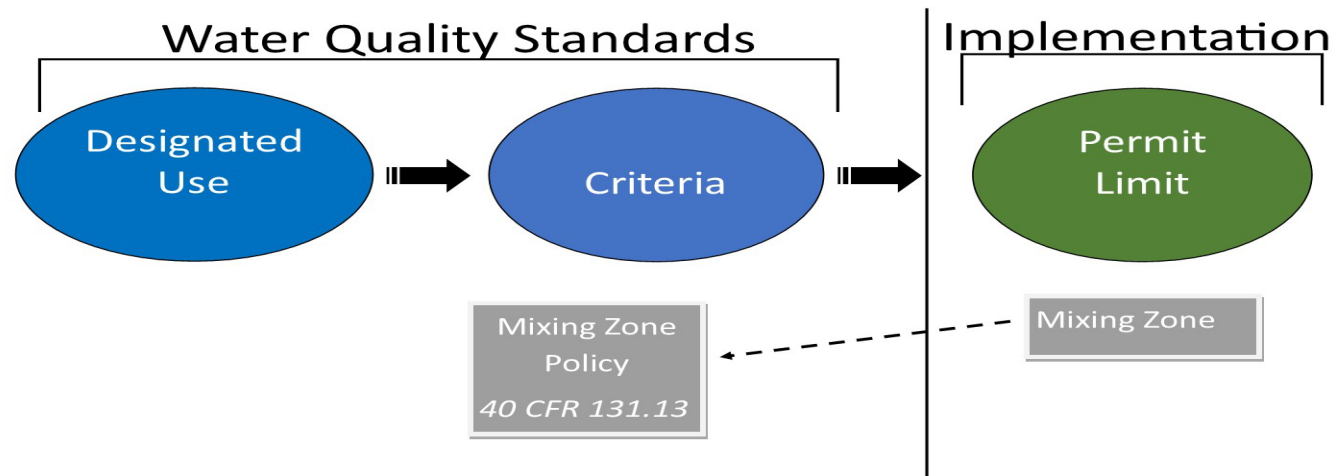 Water Quality Standards
Implementation
Designated
Use
Criteria
Permit
Limit
Mixing Zone
Policy
40 CFR 131.13
Mixing Zone